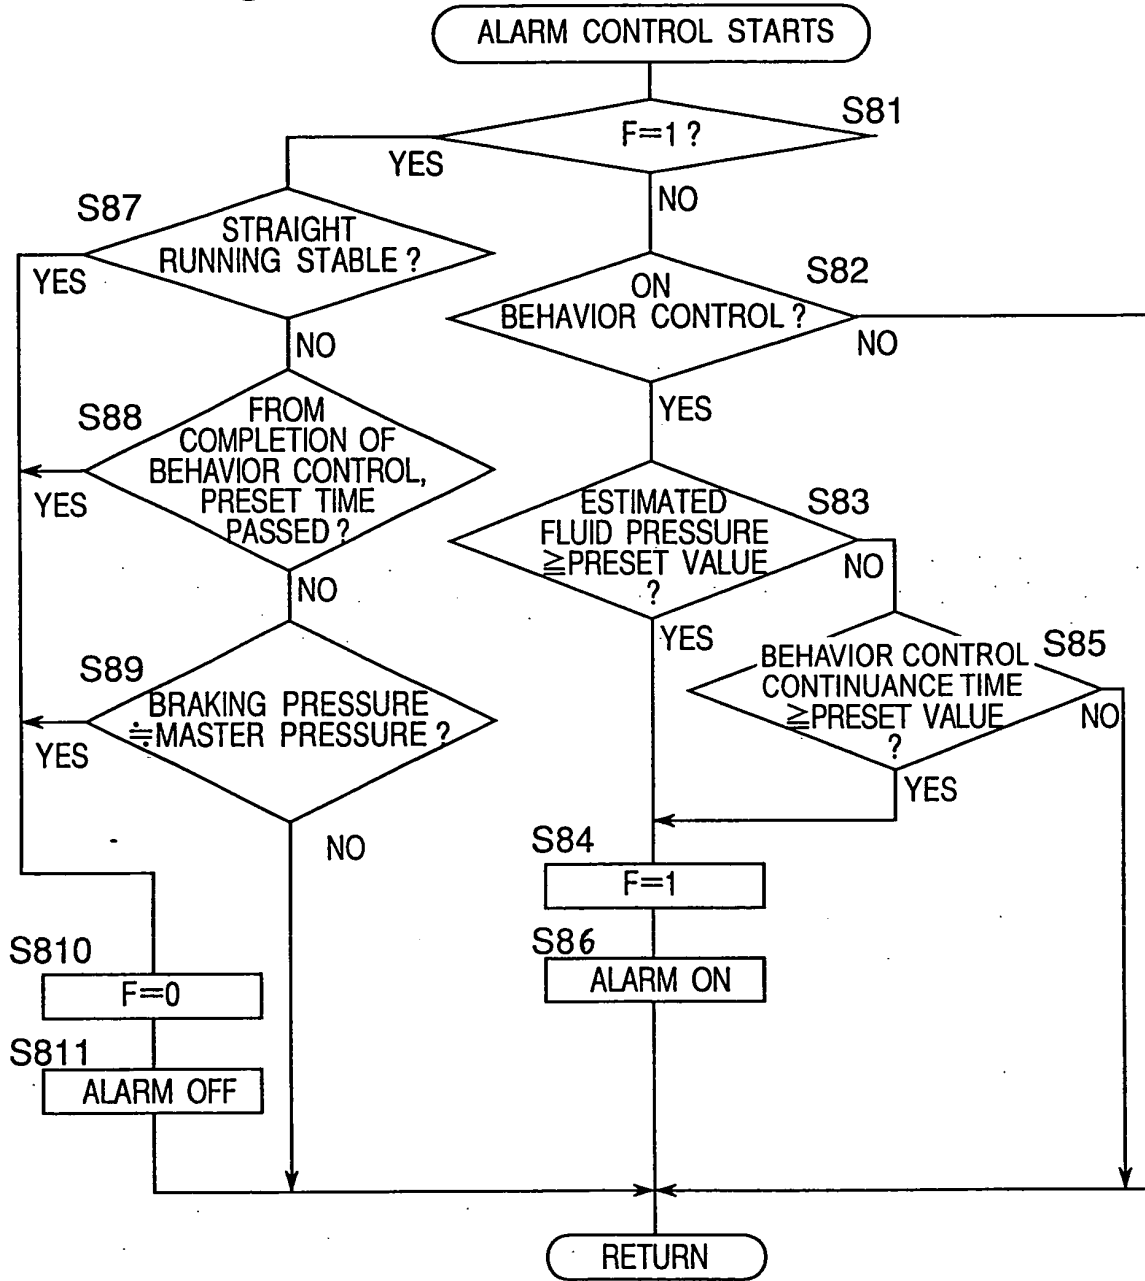 ALARM CONTROL STARTS
S81
F=1?
YES
NO
S87
STRAIGHT
RUNNING STABLE?
YES
NO
S82
ON
BEHAVIOR CONTROL?
NO
YES
S88
FROM
COMPLETION OF
BEHAVIOR CONTROL,
PRESET TIME
PASSED?
YES
NO
S83
ESTIMATED
FLUID PRESSURE
≧PRESET VALUE
?
NO
YES
S85
BEHAVIOR CONTROL
CONTINUANCE TIME
≧PRESET VALUE
?
NO
YES
S89
BRAKING PRESSURE
≒MASTER PRESSURE?
YES
NO
S84
F=1
S86
ALARM ON
S810
F=0
S811
ALARM OFF
RETURN